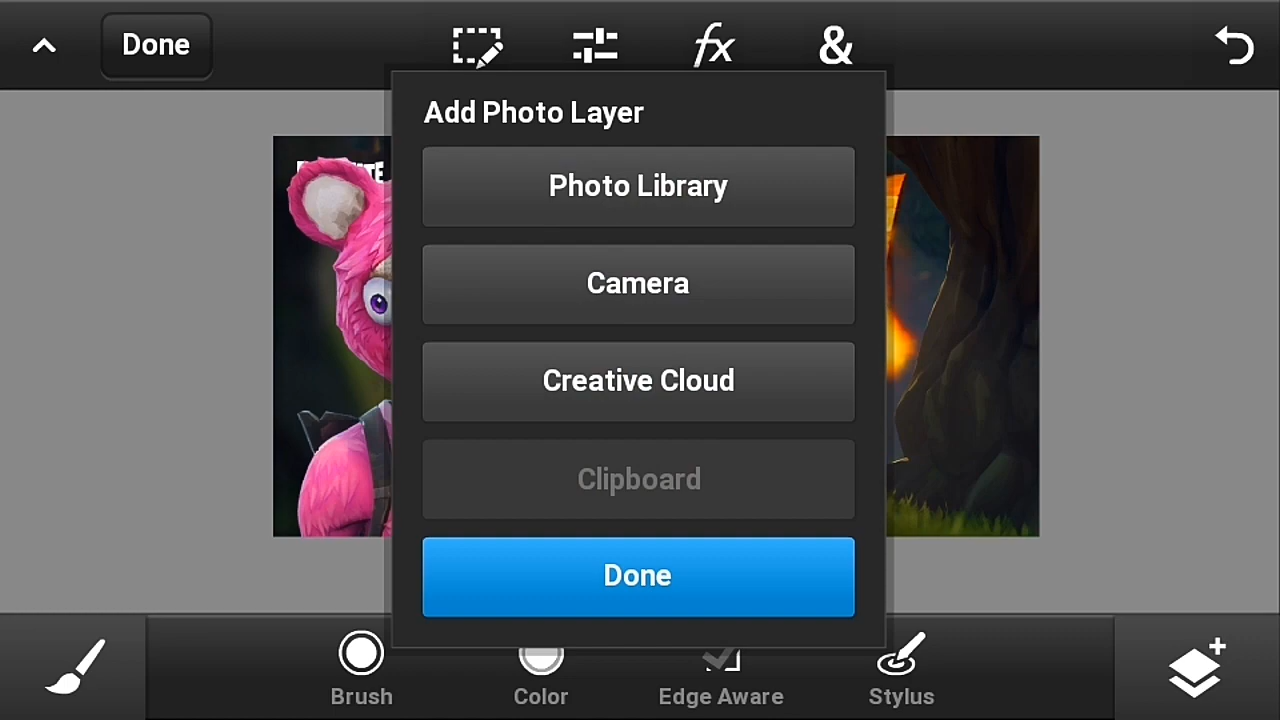 Done
fx
&
Add Photo Layer
Photo Library
Camera
Creative Cloud
Clipboard
Done
Brush
Color
Edge Aware
Stylus